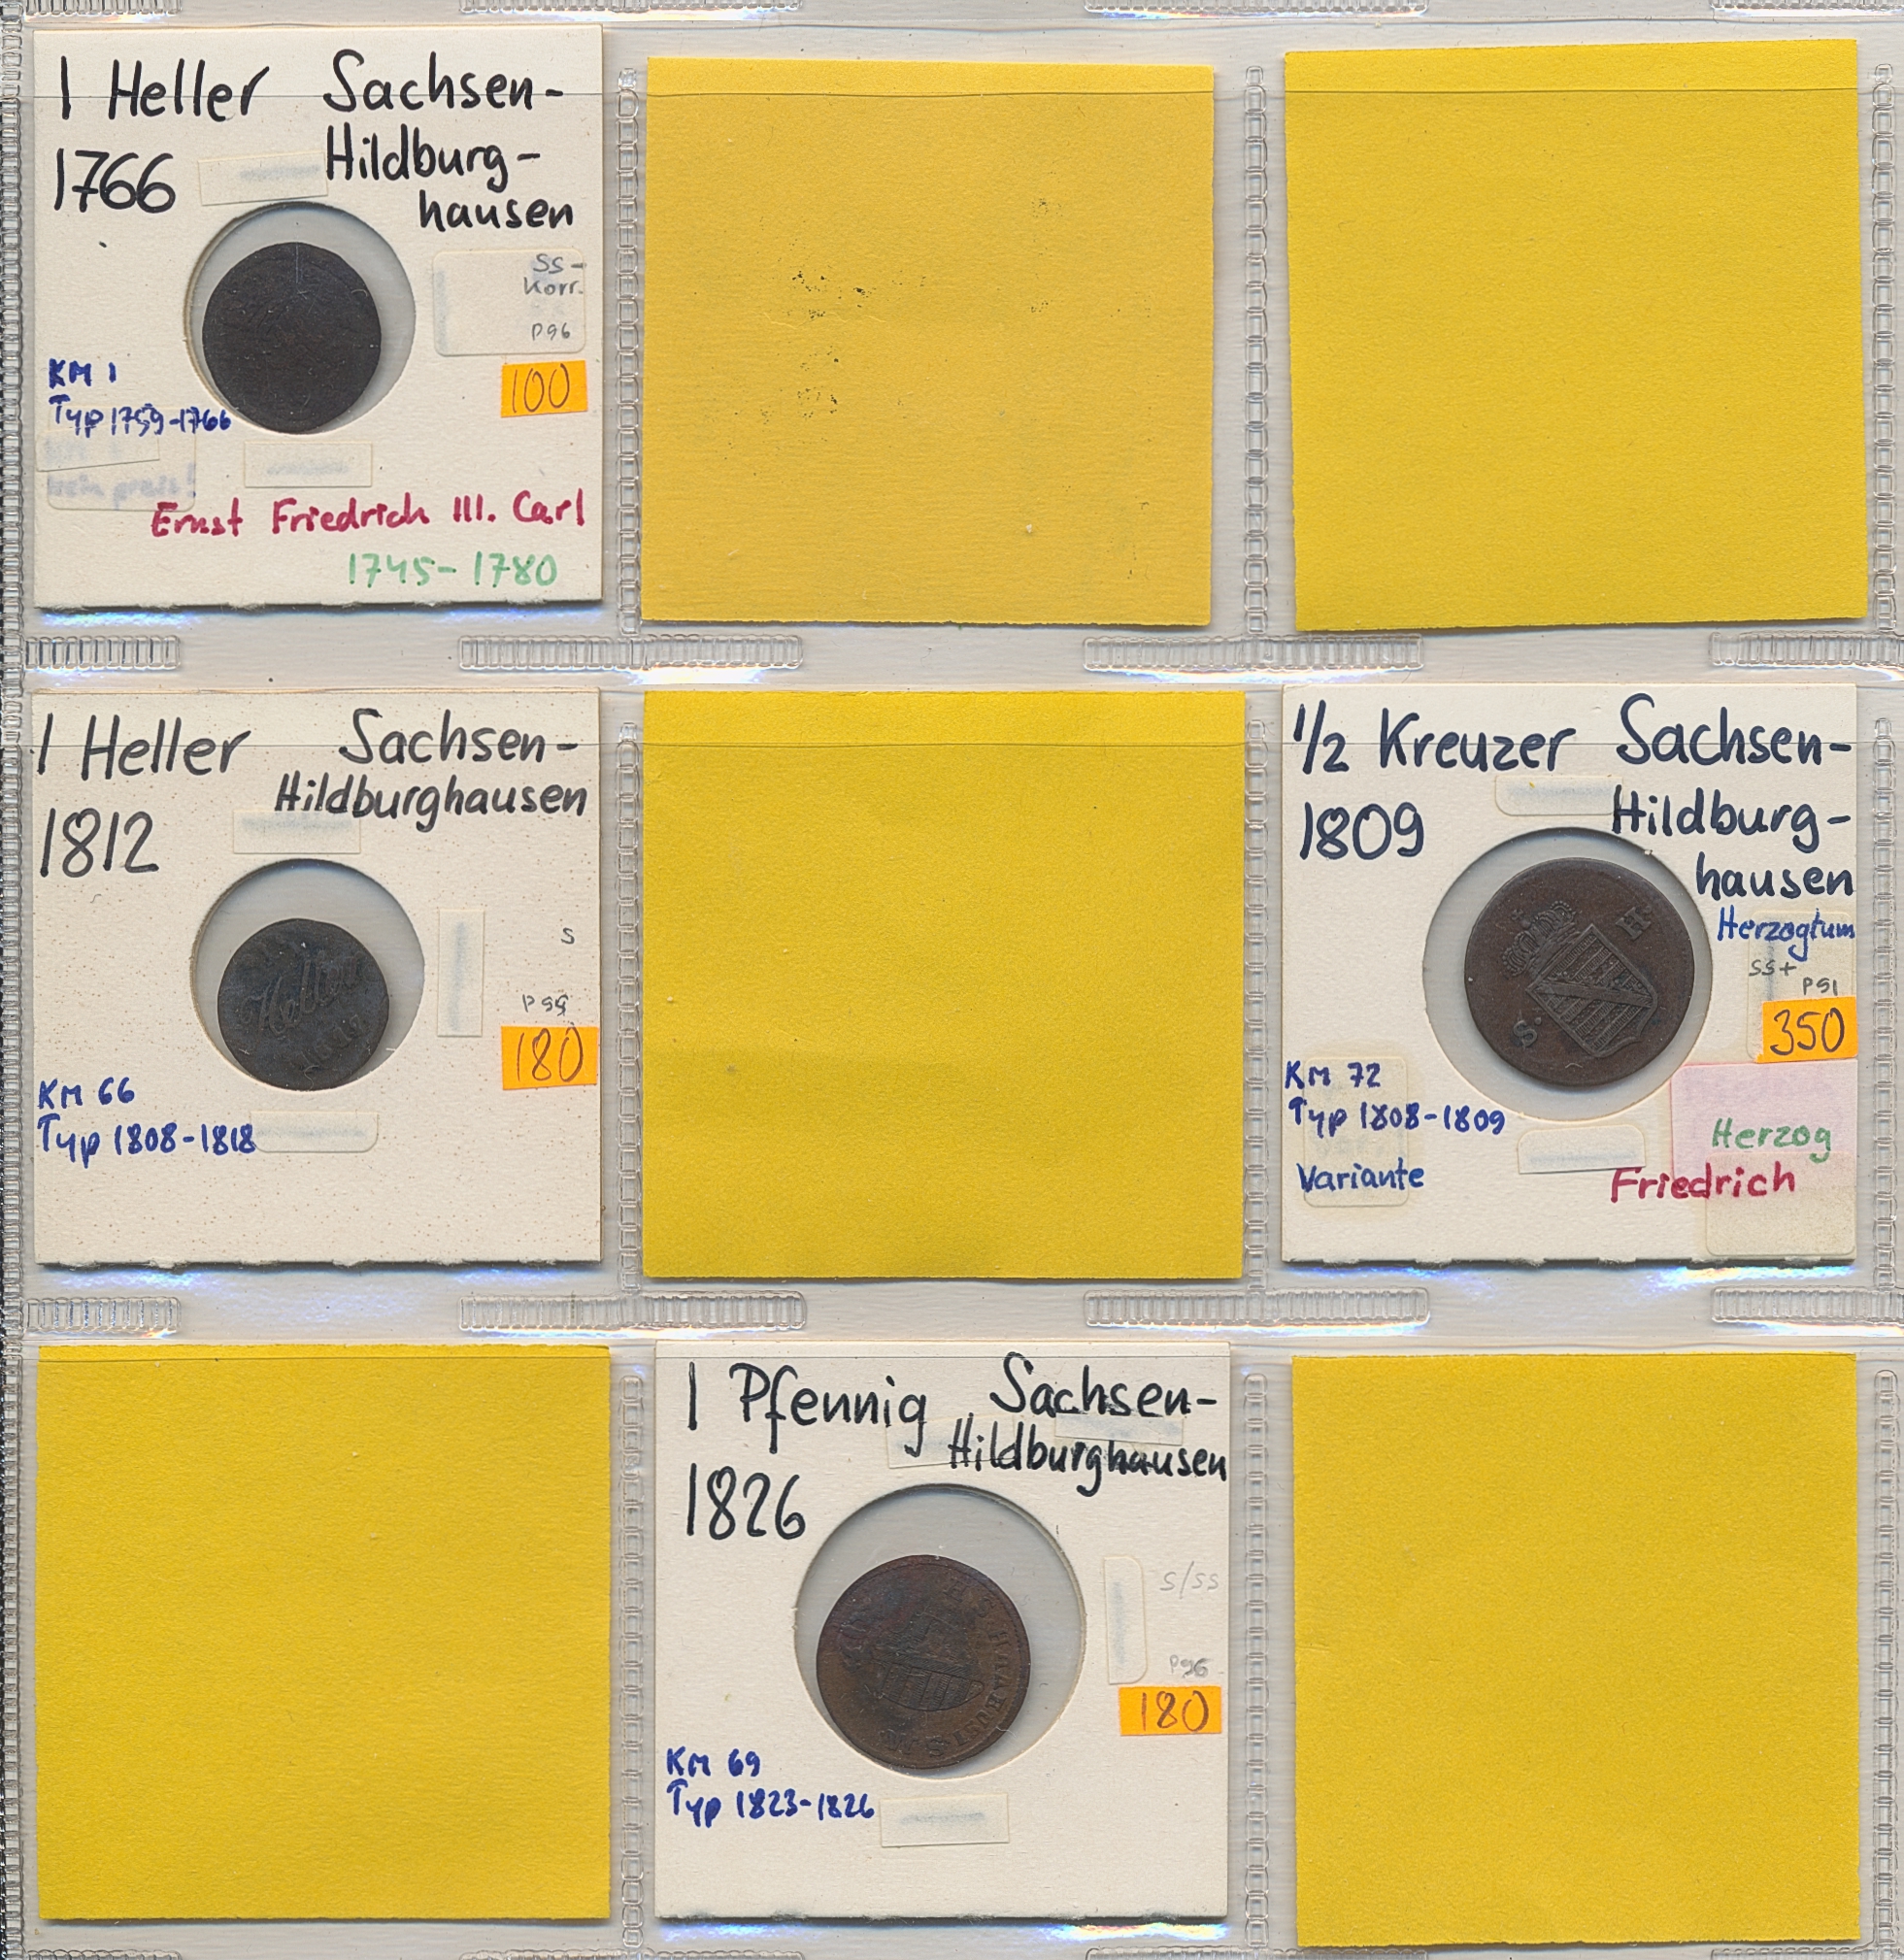 1 Heller Sachsen-
1766 Hildburg-
hausen
SS-
Korr.
P96
KM 1
100
Typ 1759-1766
kein preis!
Ernst Friedrich III. Carl
1745-1780
1 Heller Sachsen-
Hildburghausen
1812
S
Heller
P99
180
KM 66
Typ 1808-1818
1/2 Kreuzer Sachsen-
1809 Hildburg-
hausen
H
Herzogtum
SS+
P91
S.
350
KM 72
Typ 1808-1809
Herzog
Variante
Friedrich
1 Pfennig Sachsen-
Hildburghausen
1826
S/SS
P96
180
KM 69
Typ 1823-1826